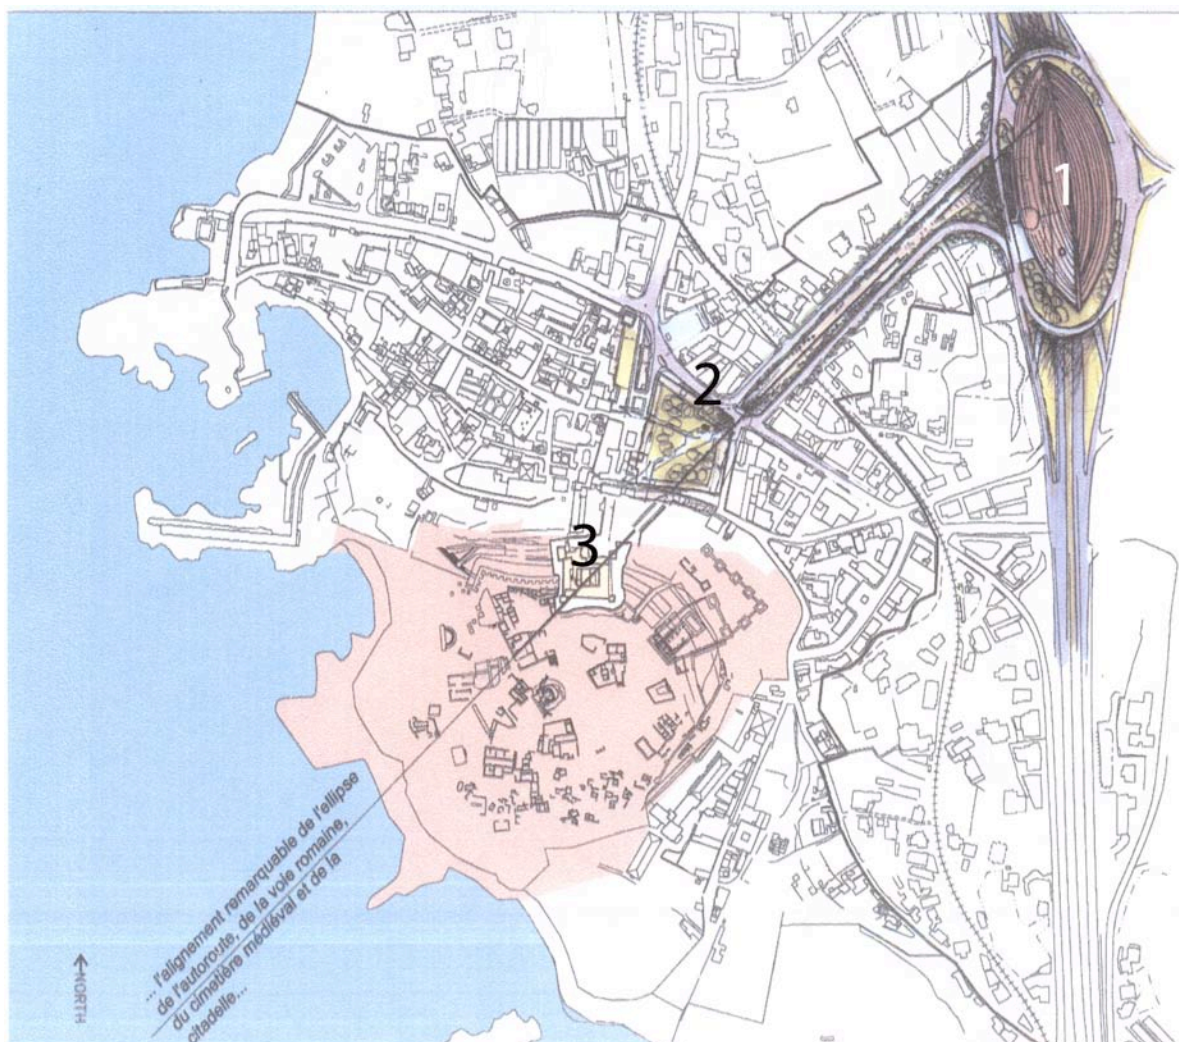 1
2
3
... l'alignement remarquable de l'ellipse
de l'autoroute, de la voie romaine,
du cimetière médiéval et de la
citadelle...
NORTH